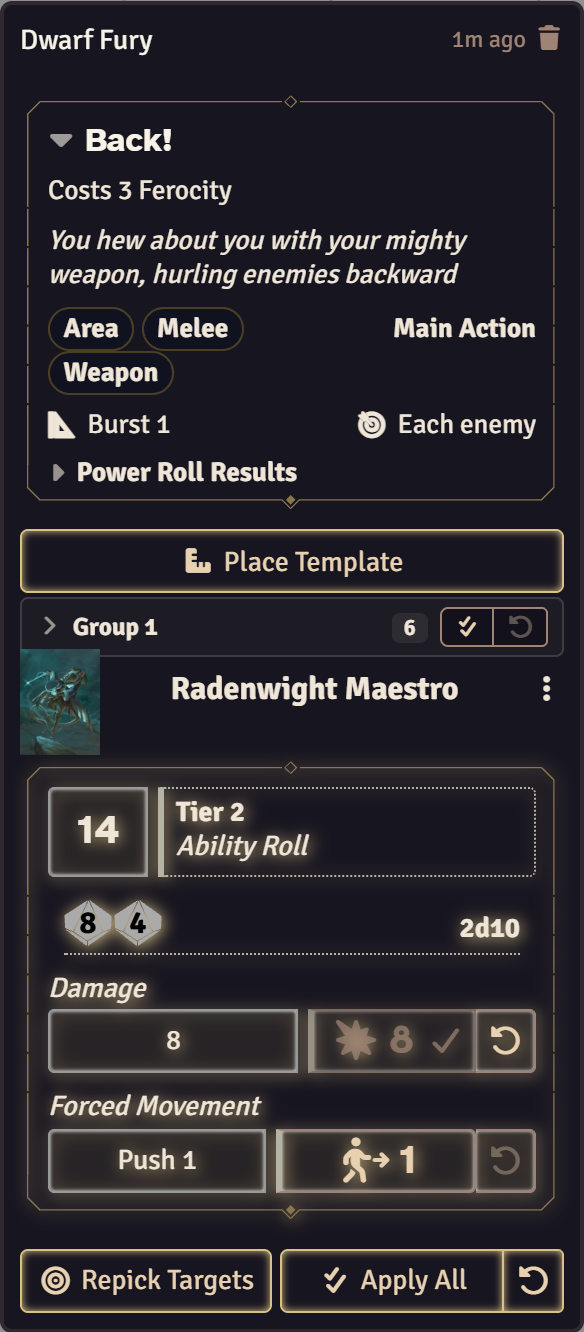 Dwarf Fury 1m ago
Back!
Costs 3 Ferocity
You hew about you with your mighty
weapon, hurling enemies backward
Area Melee Main Action
Weapon
Burst 1 Each enemy
Power Roll Results
Place Template
Group 1 6
Radenwight Maestro
14 Tier 2
Ability Roll
8 4 2d10
Damage
8 8
Forced Movement
Push 1 1
Repick Targets Apply All